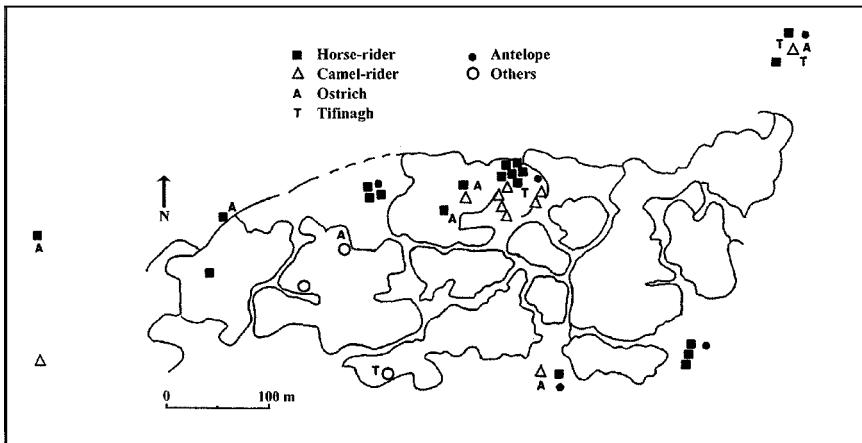 Horse-rider
Camel-rider
A Ostrich
T Tifinagh
Antelope
Others
T A
T
A
A
A
T
A
A
N
T
A
0 100 m